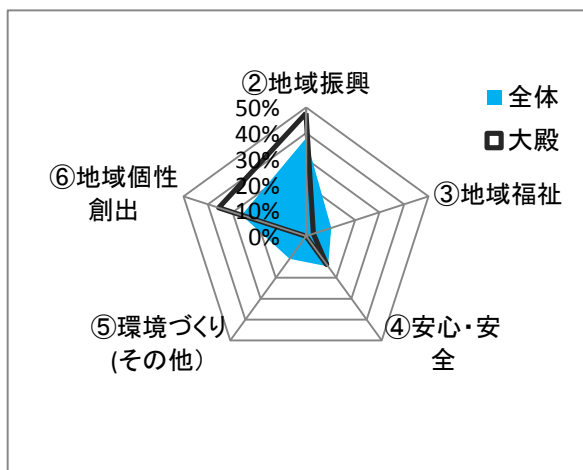 ②地域振興
50%
40%
30%
20%
10%
0%
全体
大殿
③地域福祉
④安心・安
全
⑤環境づくり
(その他）
⑥地域個性
創出